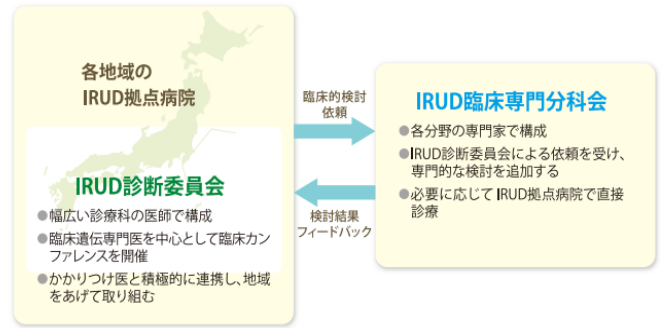 各地域の
IRUD拠点病院
IRUD診断委員会
●幅広い診療科の医師で構成
●臨床遺伝専門医を中心として臨床カン
ファレンスを開催
●かかりつけ医と積極的に連携し、地域
をあげて取り組む
臨床的検討
依頼
検討結果
フィードバック
IRUD臨床専門分科会
●各分野の専門家で構成
●IRUD診断委員会による依頼を受け、
専門的な検討を追加する
●必要に応じて IRUD拠点病院で直接
診療